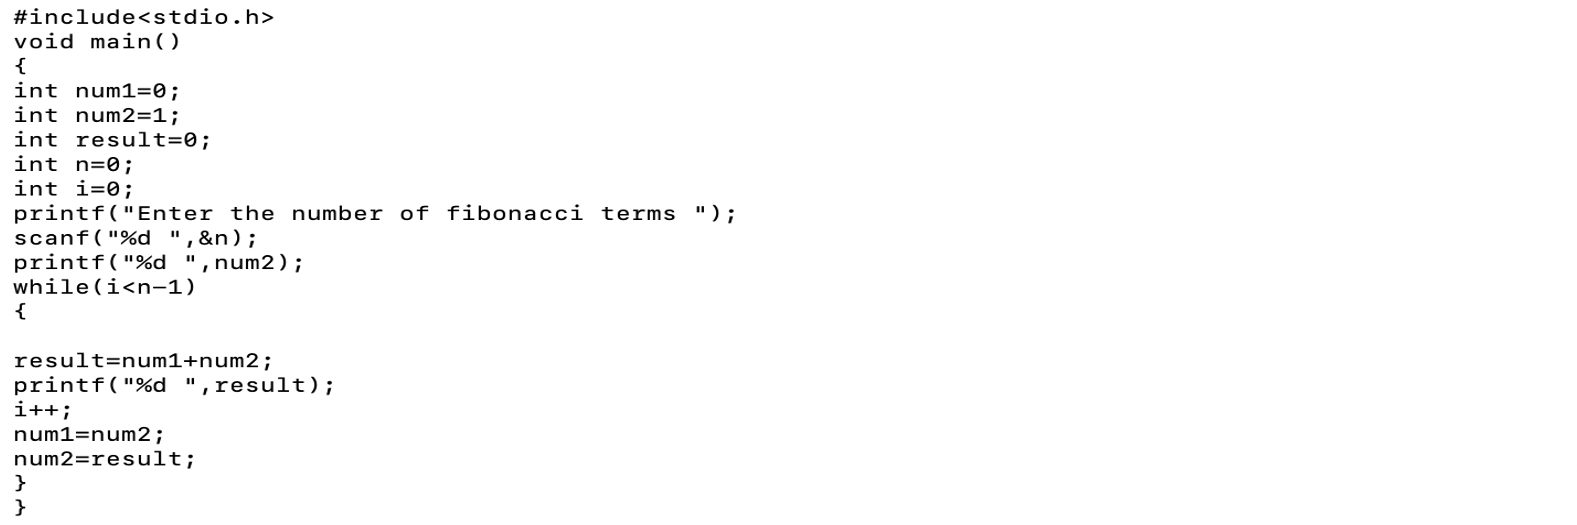 #include<stdio.h>
void main()
{
int num1=0;
int num2=1;
int result=0;
int n=0;
int i=0;
printf("Enter the number of fibonacci terms ");
scanf("%d ",&n);
printf("%d ",num2);
while(i<n−1)
{
result=num1+num2;
printf("%d ",result);
i++;
num1=num2;
num2=result;
}
}